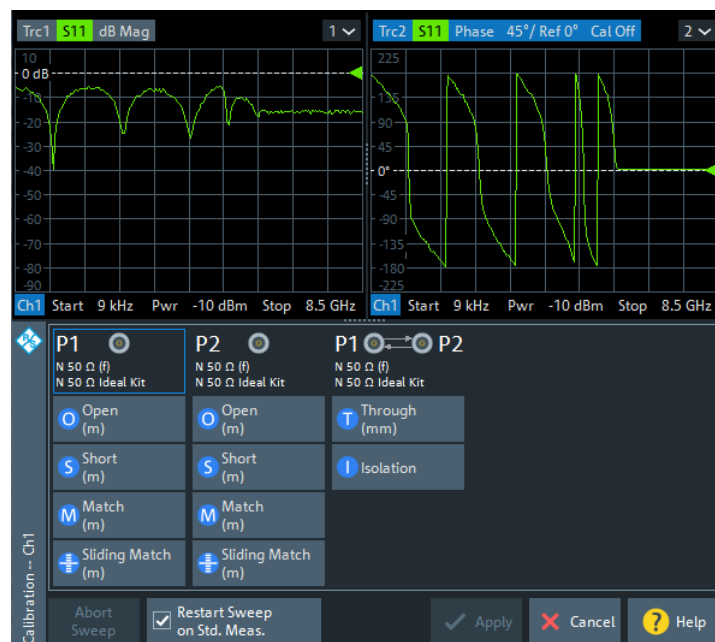 Trc1 S11 dB Mag 1
10
0 dB
-10
-20
-30
-40
-50
-60
-70
-80
-90
Ch1 Start 9 kHz Pwr -10 dBm Stop 8.5 GHz
Trc2 S11 Phase 45°/ Ref 0° Cal Off 2
225
135
90
45
0°
-45
-90
-135
-180
-225
Ch1 Start 9 kHz Pwr -10 dBm Stop 8.5 GHz
Calibration -- Ch1
P1
N 50 Ω (f)
N 50 Ω Ideal Kit
O Open
(m)
S Short
(m)
M Match
(m)
Sliding Match
(m)
P2
N 50 Ω (f)
N 50 Ω Ideal Kit
O Open
(m)
S Short
(m)
M Match
(m)
Sliding Match
(m)
P1 P2
N 50 Ω (f)
N 50 Ω Ideal Kit
T Through
(mm)
I Isolation
Abort
Sweep
Restart Sweep
on Std. Meas.
Apply
Cancel
? Help